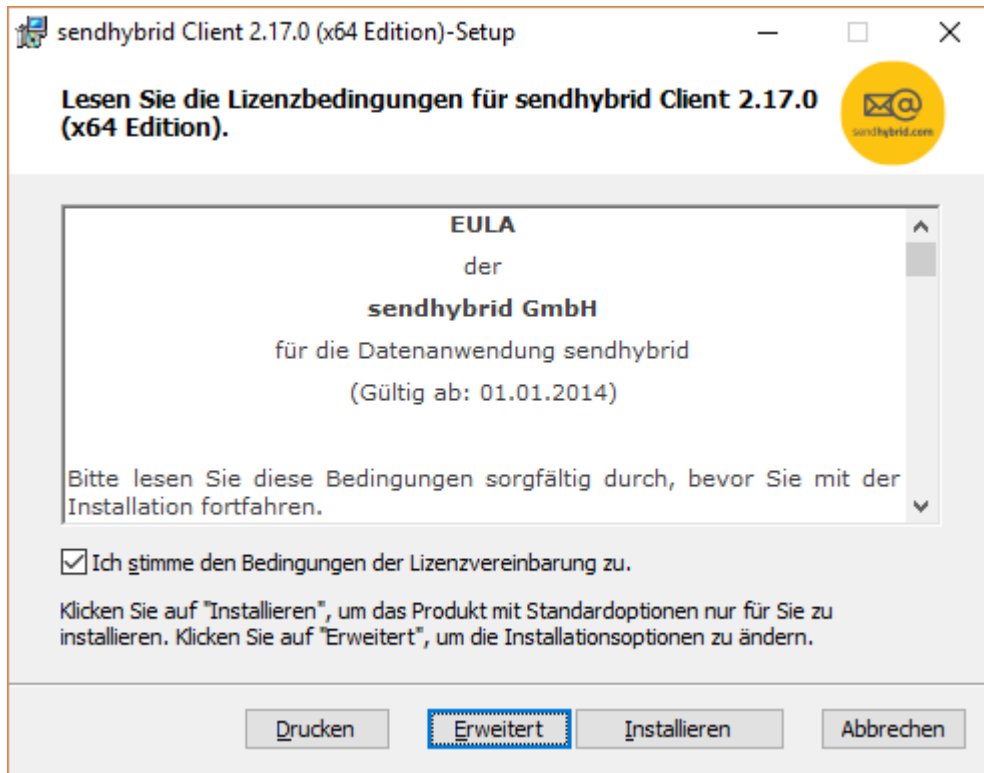 sendhybrid Client 2.17.0 (x64 Edition)-Setup
Lesen Sie die Lizenzbedingungen für sendhybrid Client 2.17.0
(x64 Edition).
sendhybrid.com
EULA
der
sendhybrid GmbH
für die Datenanwendung sendhybrid
(Gültig ab: 01.01.2014)
Bitte lesen Sie diese Bedingungen sorgfältig durch, bevor Sie mit der
Installation fortfahren.
Ich stimme den Bedingungen der Lizenzvereinbarung zu.
Klicken Sie auf "Installieren", um das Produkt mit Standardoptionen nur für Sie zu
installieren. Klicken Sie auf "Erweitert", um die Installationsoptionen zu ändern.
Drucken Erweitert Installieren Abbrechen